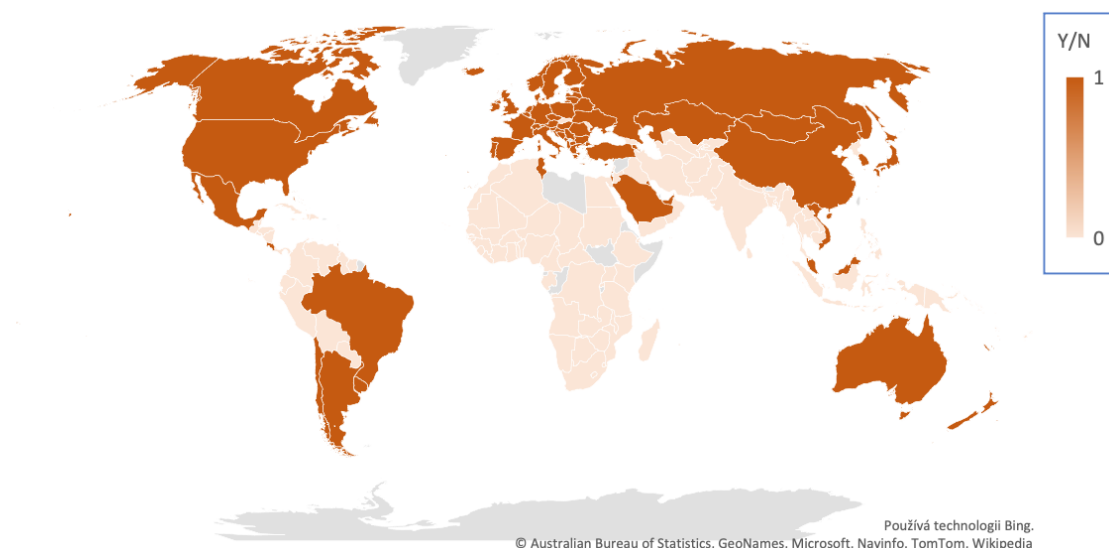 Y/N
1
0
Používá technologii Bing.
© Australian Bureau of Statistics, GeoNames, Microsoft, Navinfo, TomTom, Wikipedia